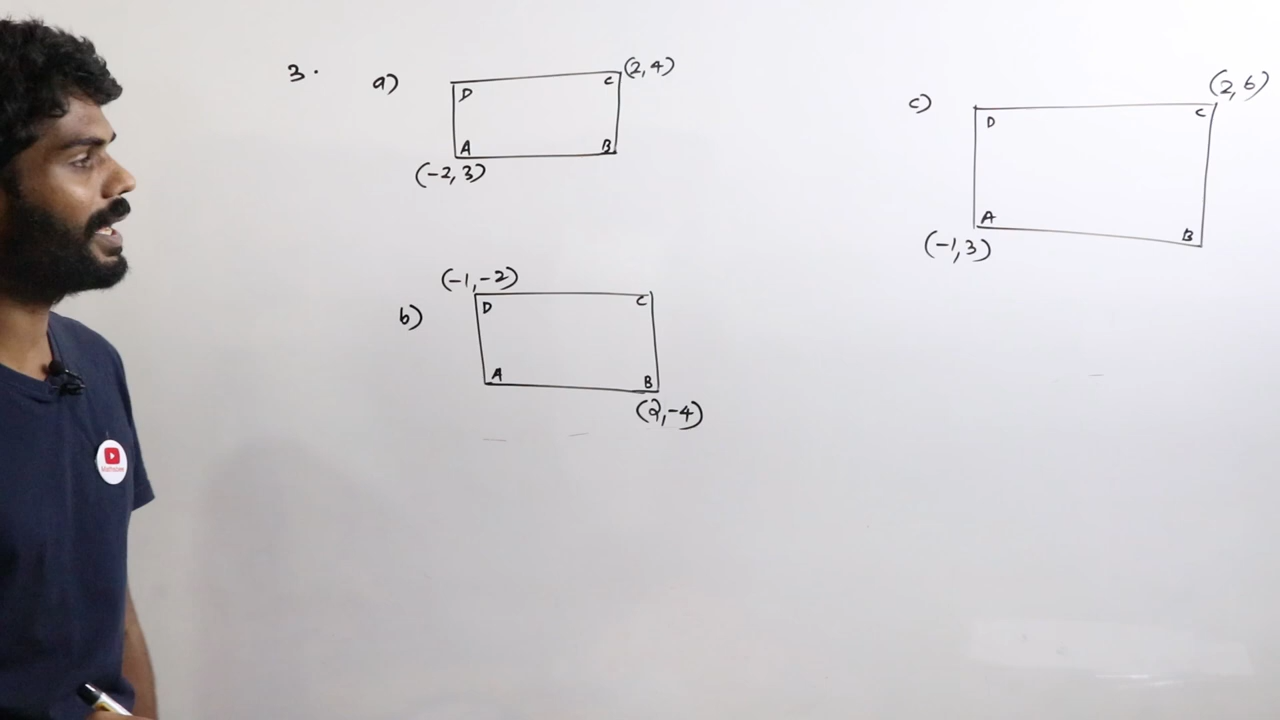 3.
a)
D
C
(2,4)
A
B
(-2,3)
b)
(-1,-2)
D
C
A
B
(2,-4)
c)
(2,6)
D
C
A
B
(-1,3)